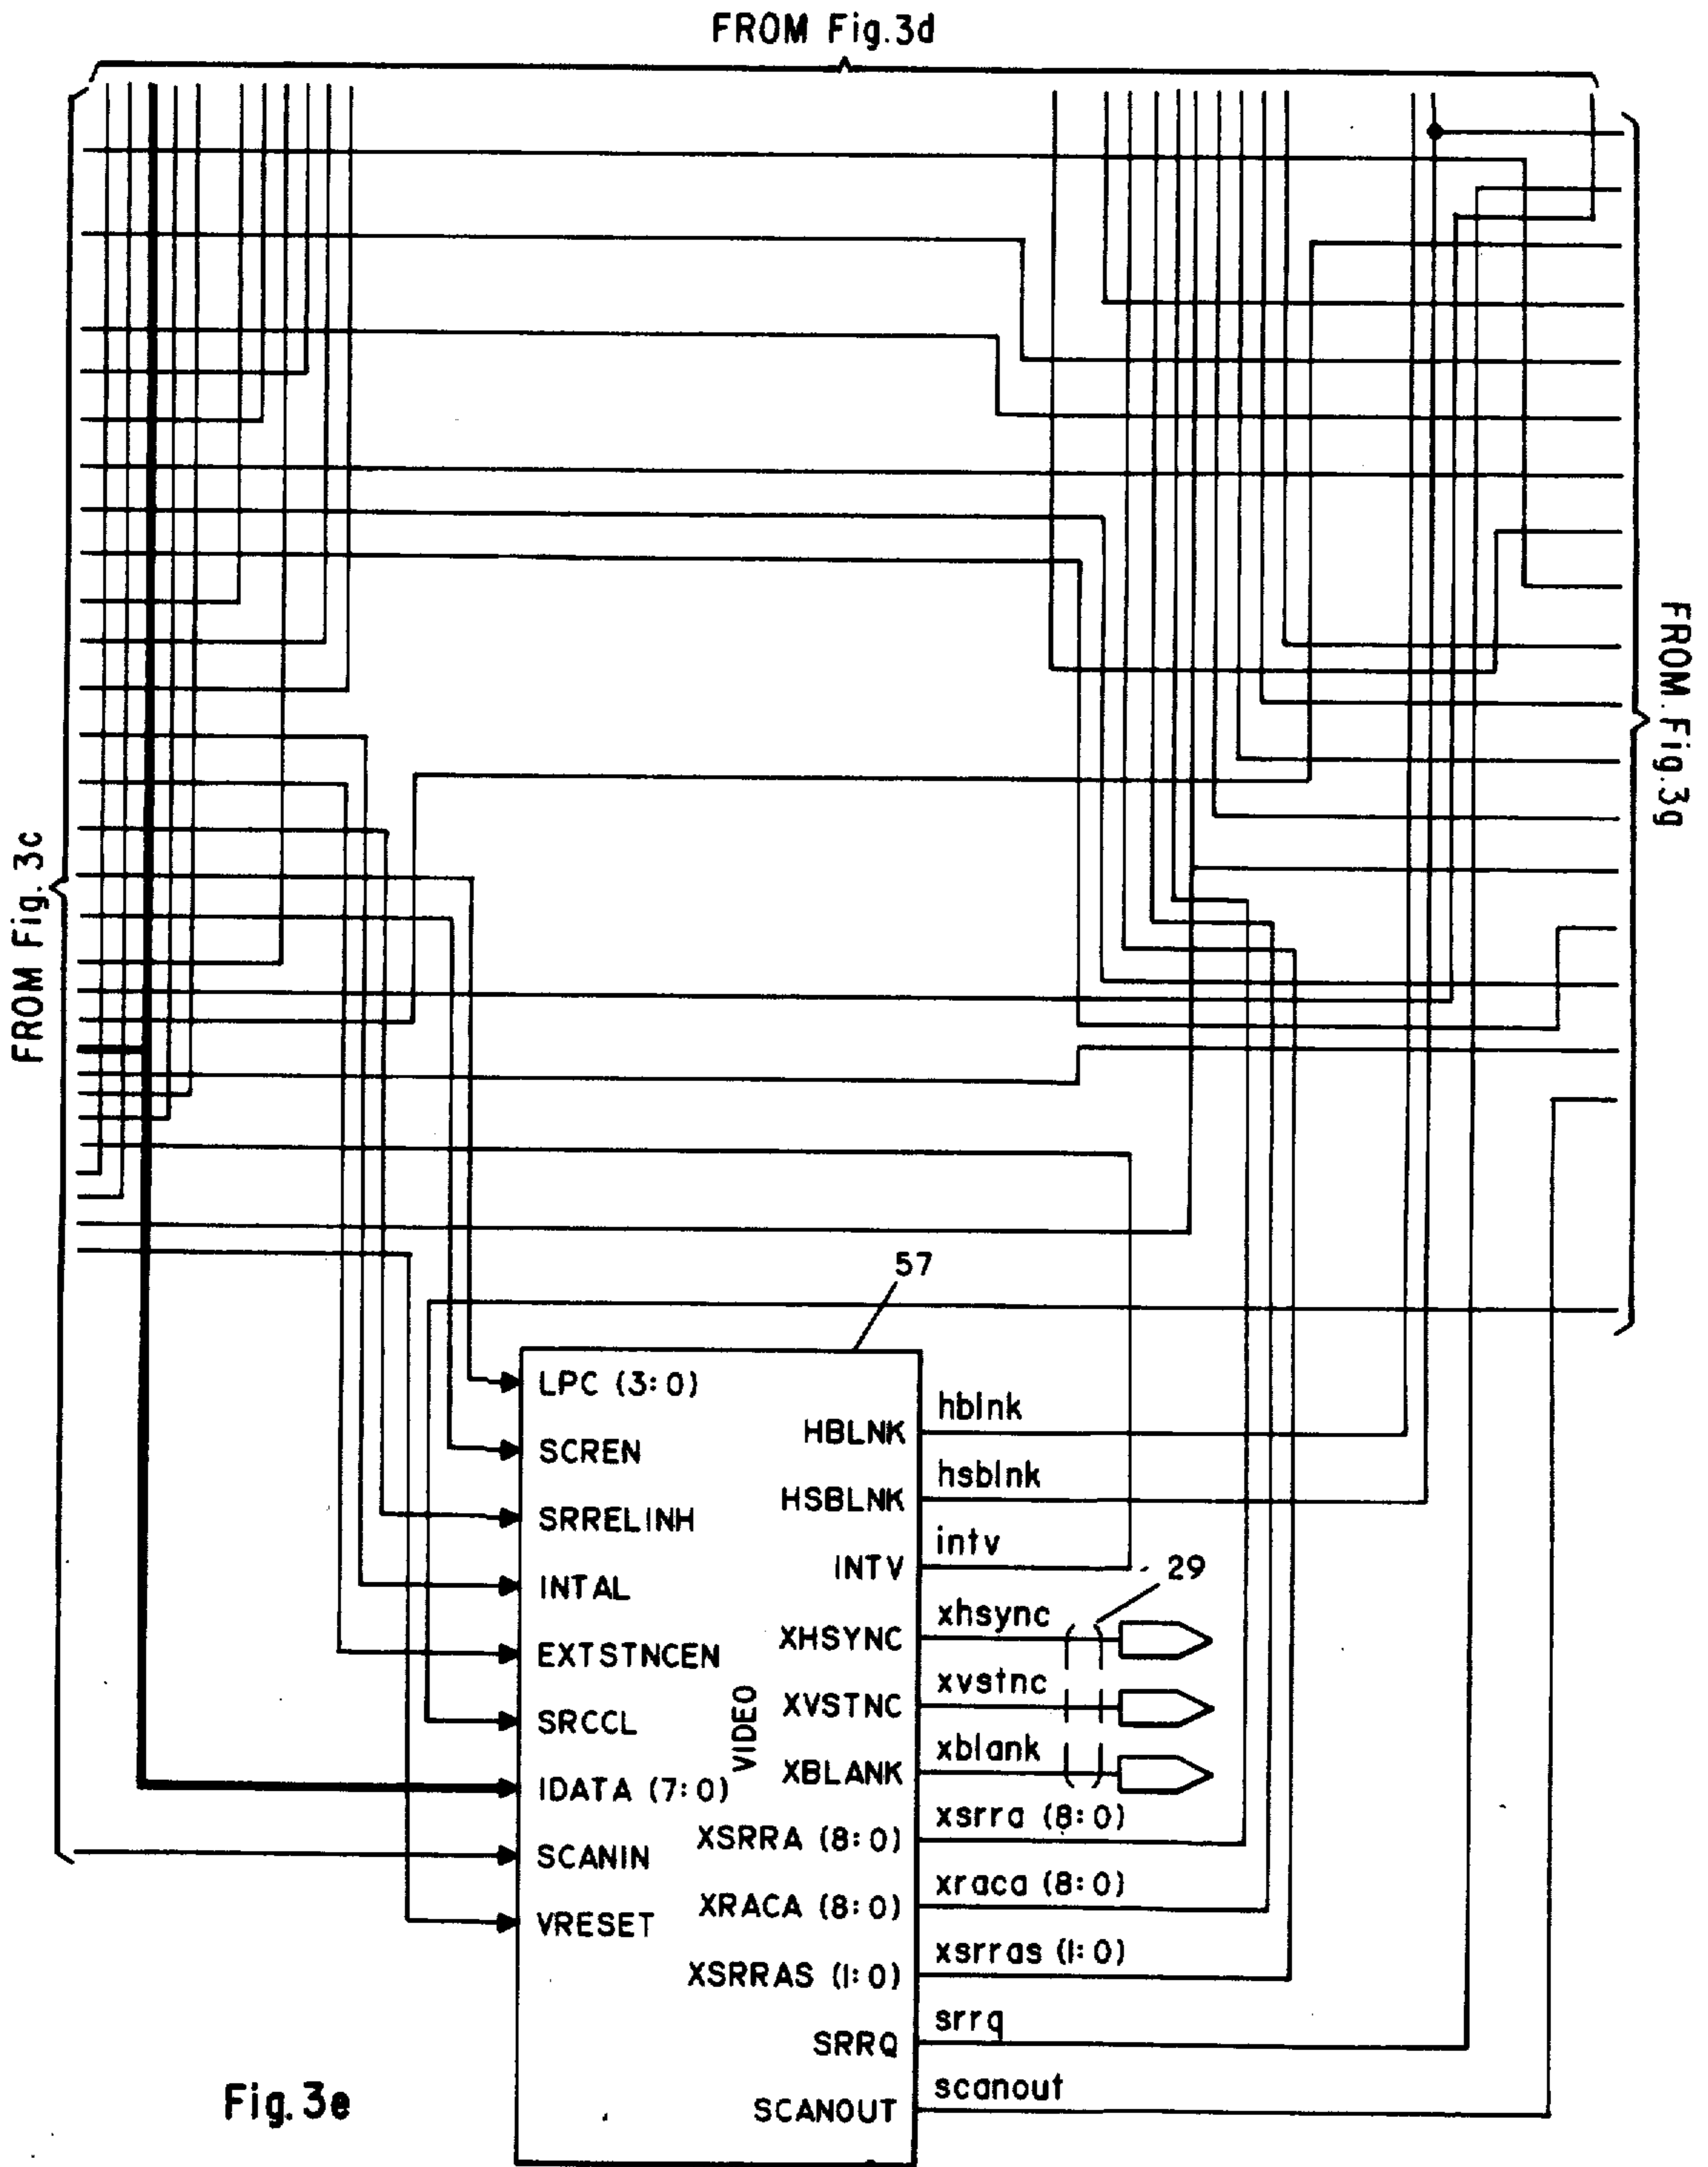 FROM Fig.3d
FROM Fig. 3c
FROM Fig.3g
57
LPC (3:0)
SCREN
SRRELINH
INTAL
EXTSTNCEN
SRCCL
IDATA (7:0)
SCANIN
VRESET
VIDEO
HBLNK
hblnk
HSBLNK
hsblnk
INTV
intv
29
XHSYNC
xhsync
XVSTNC
xvstnc
XBLANK
xblank
XSRRA (8:0)
xsrra (8:0)
XRACA (8:0)
xraca (8:0)
XSRRAS (1:0)
xsrras (1:0)
SRRQ
srrq
SCANOUT
scanout
Fig.3e